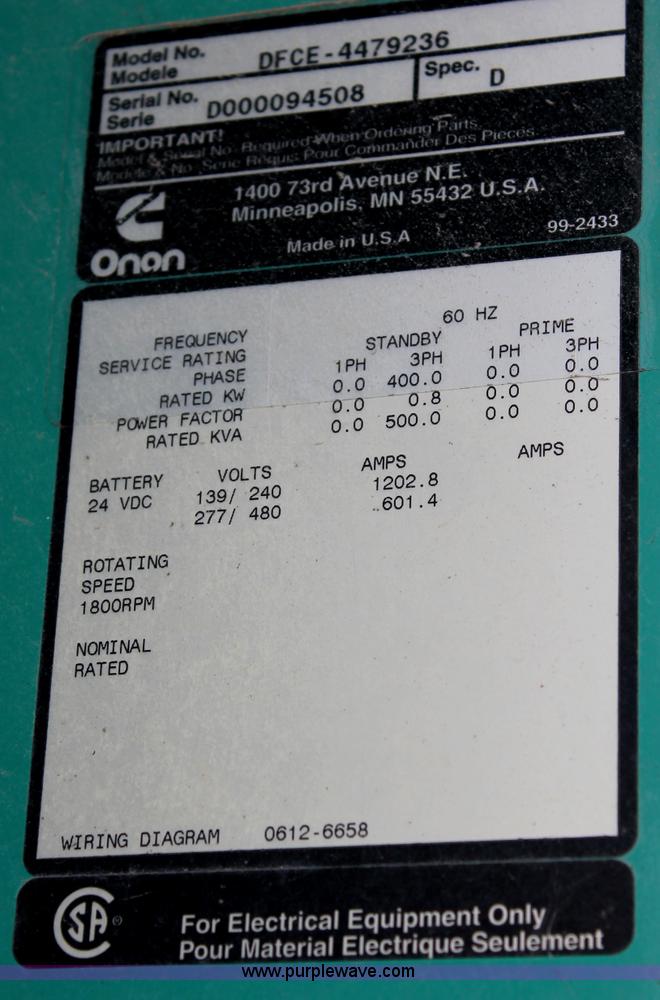 Model No. DFCE-4479236
Modele
Serial No. D000094508 Spec. D
Serie
IMPORTANT!
Model & Serial No. Required When Ordering Parts.
Modele & No. Serie Requis Pour Commander Des Pieces.
1400 73rd Avenue N.E.
Minneapolis, MN 55432 U.S.A.
Onan Made in U.S.A 99-2433
60 HZ
FREQUENCY STANDBY PRIME
SERVICE RATING 1PH 3PH 1PH 3PH
PHASE 0.0 400.0 0.0 0.0
RATED KW 0.0 0.8 0.0 0.0
POWER FACTOR 0.0 500.0 0.0 0.0
RATED KVA
BATTERY VOLTS AMPS AMPS
24 VDC 139/ 240 1202.8
277/ 480 601.4
ROTATING
SPEED
1800RPM
NOMINAL
RATED
WIRING DIAGRAM 0612-6658
SA ® For Electrical Equipment Only
Pour Material Electrique Seulement
www.purplewave.com